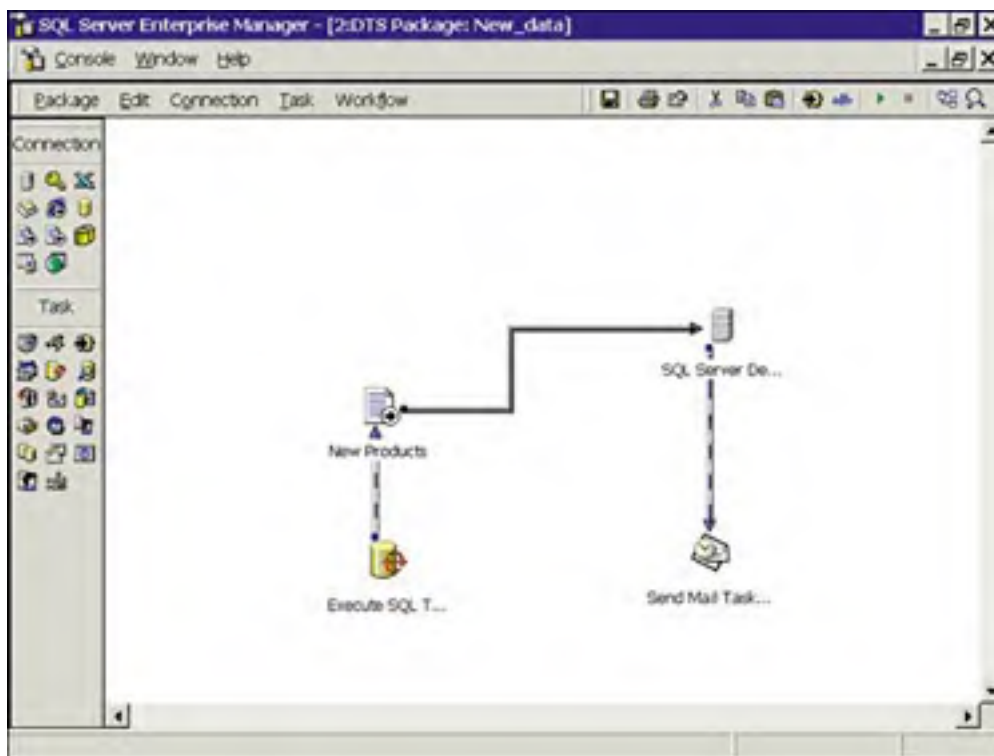 SQL Server Enterprise Manager - [2:DTS Package: New_data]
Console Window Help
Package Edit Connection Task Workflow
Connection
Task
SQL Server De...
New Products
Execute SQL T...
Send Mail Task...